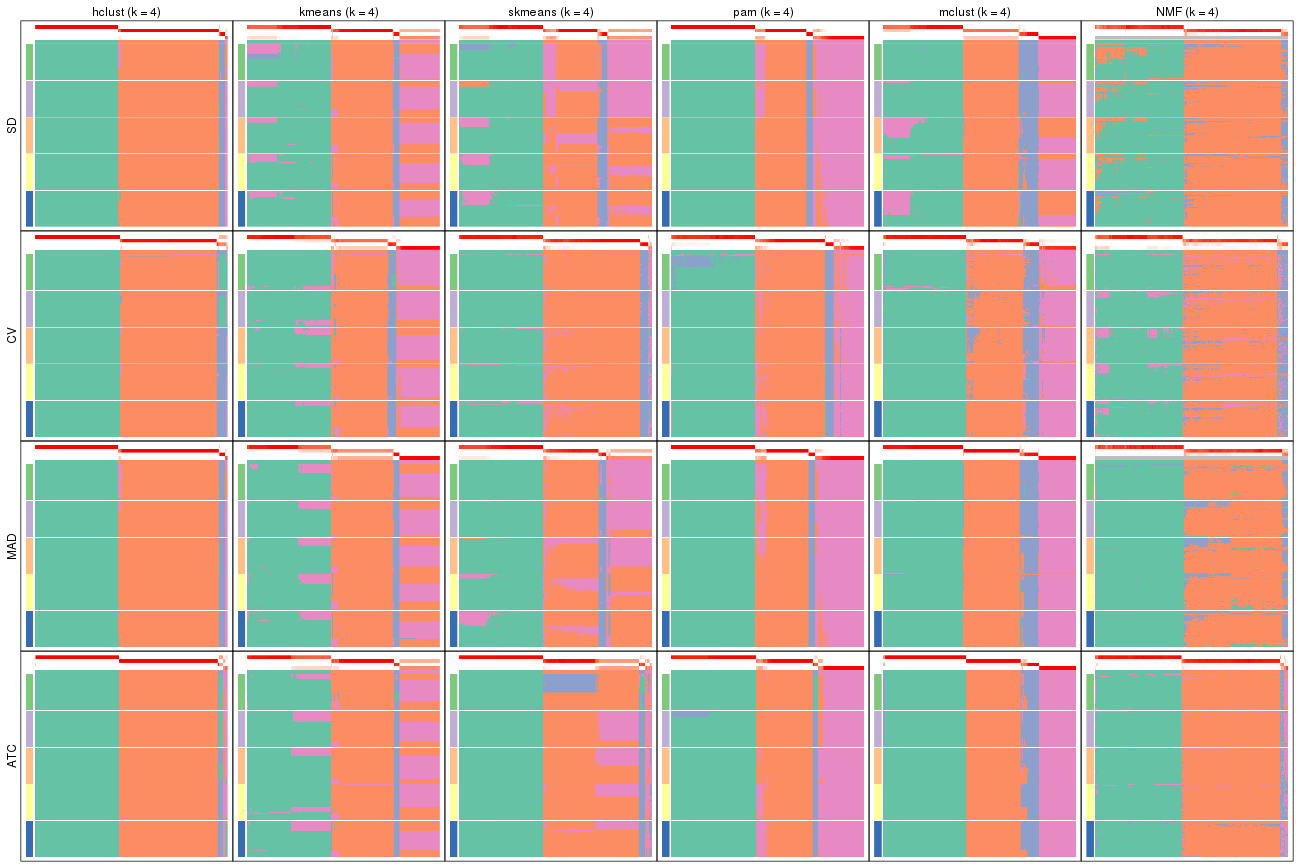 hclust (k = 4) kmeans (k = 4) skmeans (k = 4) pam (k = 4) mclust (k = 4) NMF (k = 4)
SD
CV
MAD
ATC